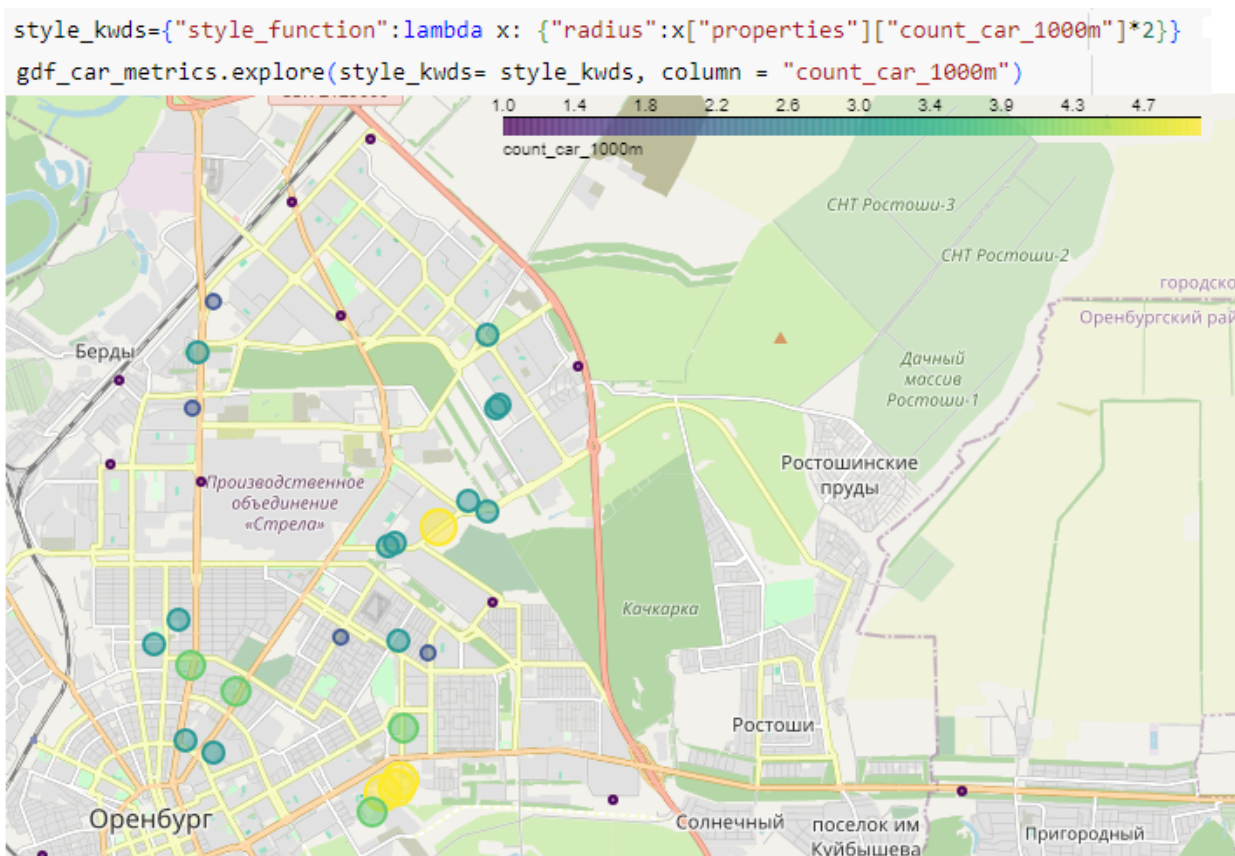 style_kwds={"style_function":lambda x: {"radius":x["properties"]["count_car_1000m"]*2}}
gdf_car_metrics.explore(style_kwds= style_kwds, column = "count_car_1000m")
1.0 1.4 1.8 2.2 2.6 3.0 3.4 3.9 4.3 4.7
count_car_1000m
СНТ Ростоши-3
СНТ Ростоши-2
городско
Оренбургский рай
Берды
Дачный
массив
Ростоши-1
Ростошинские
пруды
Производственное
объединение
«Стрела»
Качкарка
Ростоши
Оренбург
Солнечный
поселок им
Куйбышева
Пригородный